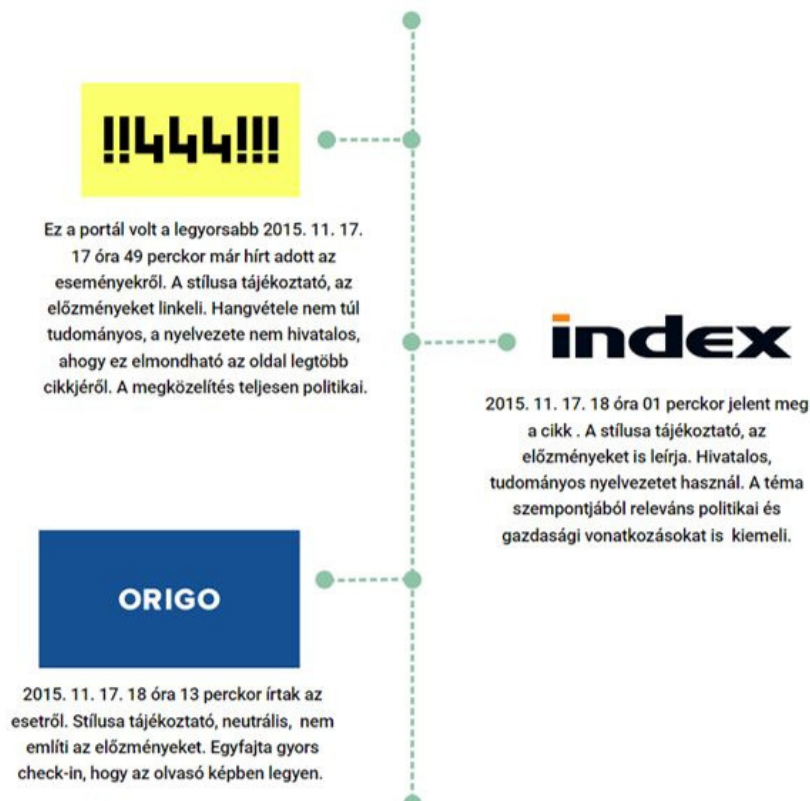 !!444!!!
Ez a portál volt a legyorsabb 2015. 11. 17.
17 óra 49 perckor már hírt adott az
eseményekről. A stílusa tájékoztató, az
előzményeket linkeli. Hangvétele nem túl
tudományos, a nyelvezete nem hivatalos,
ahogy ez elmondható az oldal legtöbb
cikkjéről. A megközelítés teljesen politikai.
index
2015. 11. 17. 18 óra 01 perckor jelent meg
a cikk . A stílusa tájékoztató, az
előzményeket is leírja. Hivatalos,
tudományos nyelvezetet használ. A téma
szempontjából releváns politikai és
gazdasági vonatkozásokat is kiemeli.
ORIGO
2015. 11. 17. 18 óra 13 perckor írtak az
esetről. Stílusa tájékoztató, neutrális, nem
említi az előzményeket. Egyfajta gyors
check-in, hogy az olvasó képben legyen.